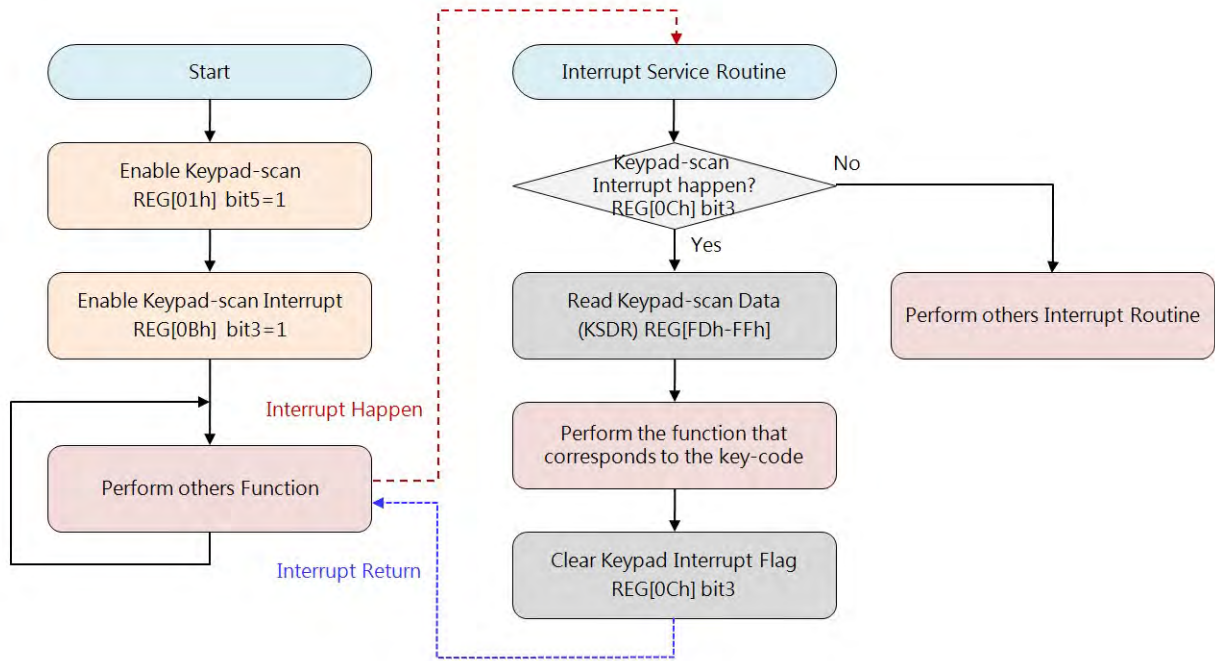 Start
Enable Keypad-scan
REG[01h] bit5=1
Enable Keypad-scan Interrupt
REG[0Bh] bit3=1
Perform others Function
Interrupt Happen
Interrupt Return
Interrupt Service Routine
Keypad-scan
Interrupt happen?
REG[0Ch] bit3
No
Yes
Read Keypad-scan Data
(KSDR) REG[FDh-FFh]
Perform others Interrupt Routine
Perform the function that
corresponds to the key-code
Clear Keypad Interrupt Flag
REG[0Ch] bit3